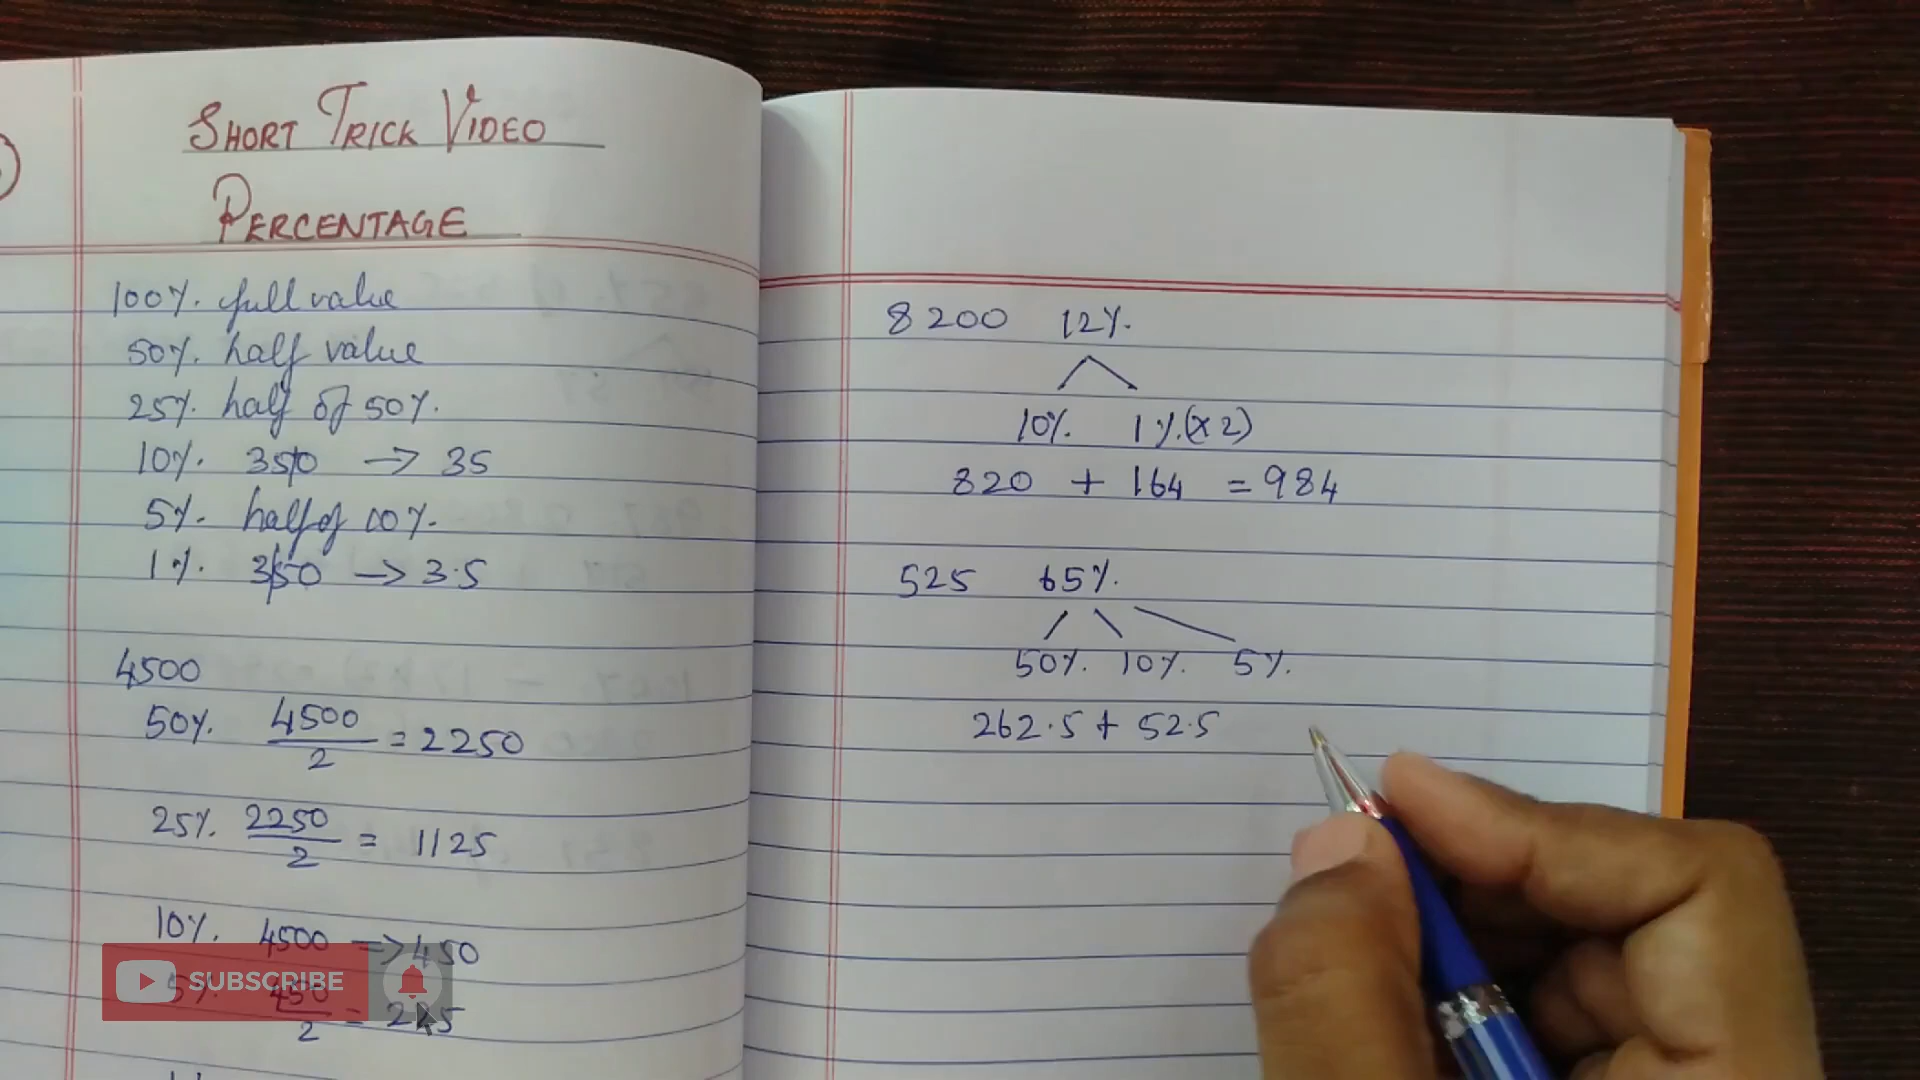 SHORT TRICK VIDEO
PERCENTAGE
100%. full value
50%. half value
25%. half of 50%.
10%. 350 → 35
5%. half of 10%.
1%. 350 → 3.5
4500
50%. 4500/2 = 2250
25%. 2250/2 = 1125
10%. 4500 → 450
5%. 450/2 = 225
SUBSCRIBE
8200 12%.
10%. 1%.(x2)
820 + 164 = 984
525 65%.
50%. 10%. 5%.
262.5 + 52.5